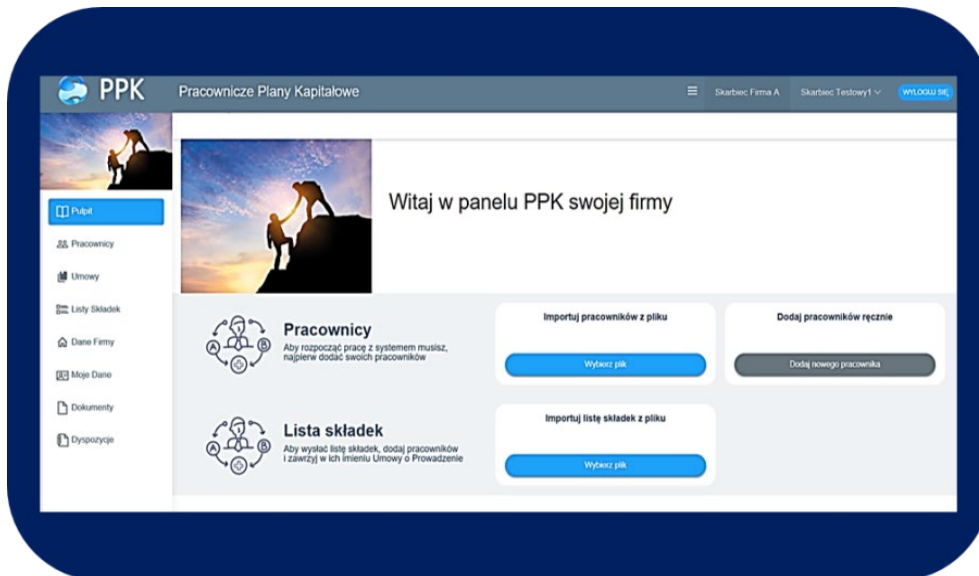 PPK
Pracownicze Plany Kapitałowe
Skarbiec Firma A
Skarbiec Testowy1
WYLOGUJ SIĘ
Pulpit
Pracownicy
Umowy
Listy Składek
Dane Firmy
Moje Dane
Dokumenty
Dyspozycje
Witaj w panelu PPK swojej firmy
Pracownicy
Aby rozpocząć pracę z systemem musisz,
najpierw dodać swoich pracowników
Importuj pracowników z pliku
Wybierz plik
Dodaj pracowników ręcznie
Dodaj nowego pracownika
A
B
Lista składek
Aby wysłać listę składek, dodaj pracowników
i zawrzyj w ich imieniu Umowy o Prowadzenie
Importuj listę składek z pliku
Wybierz plik
A
B